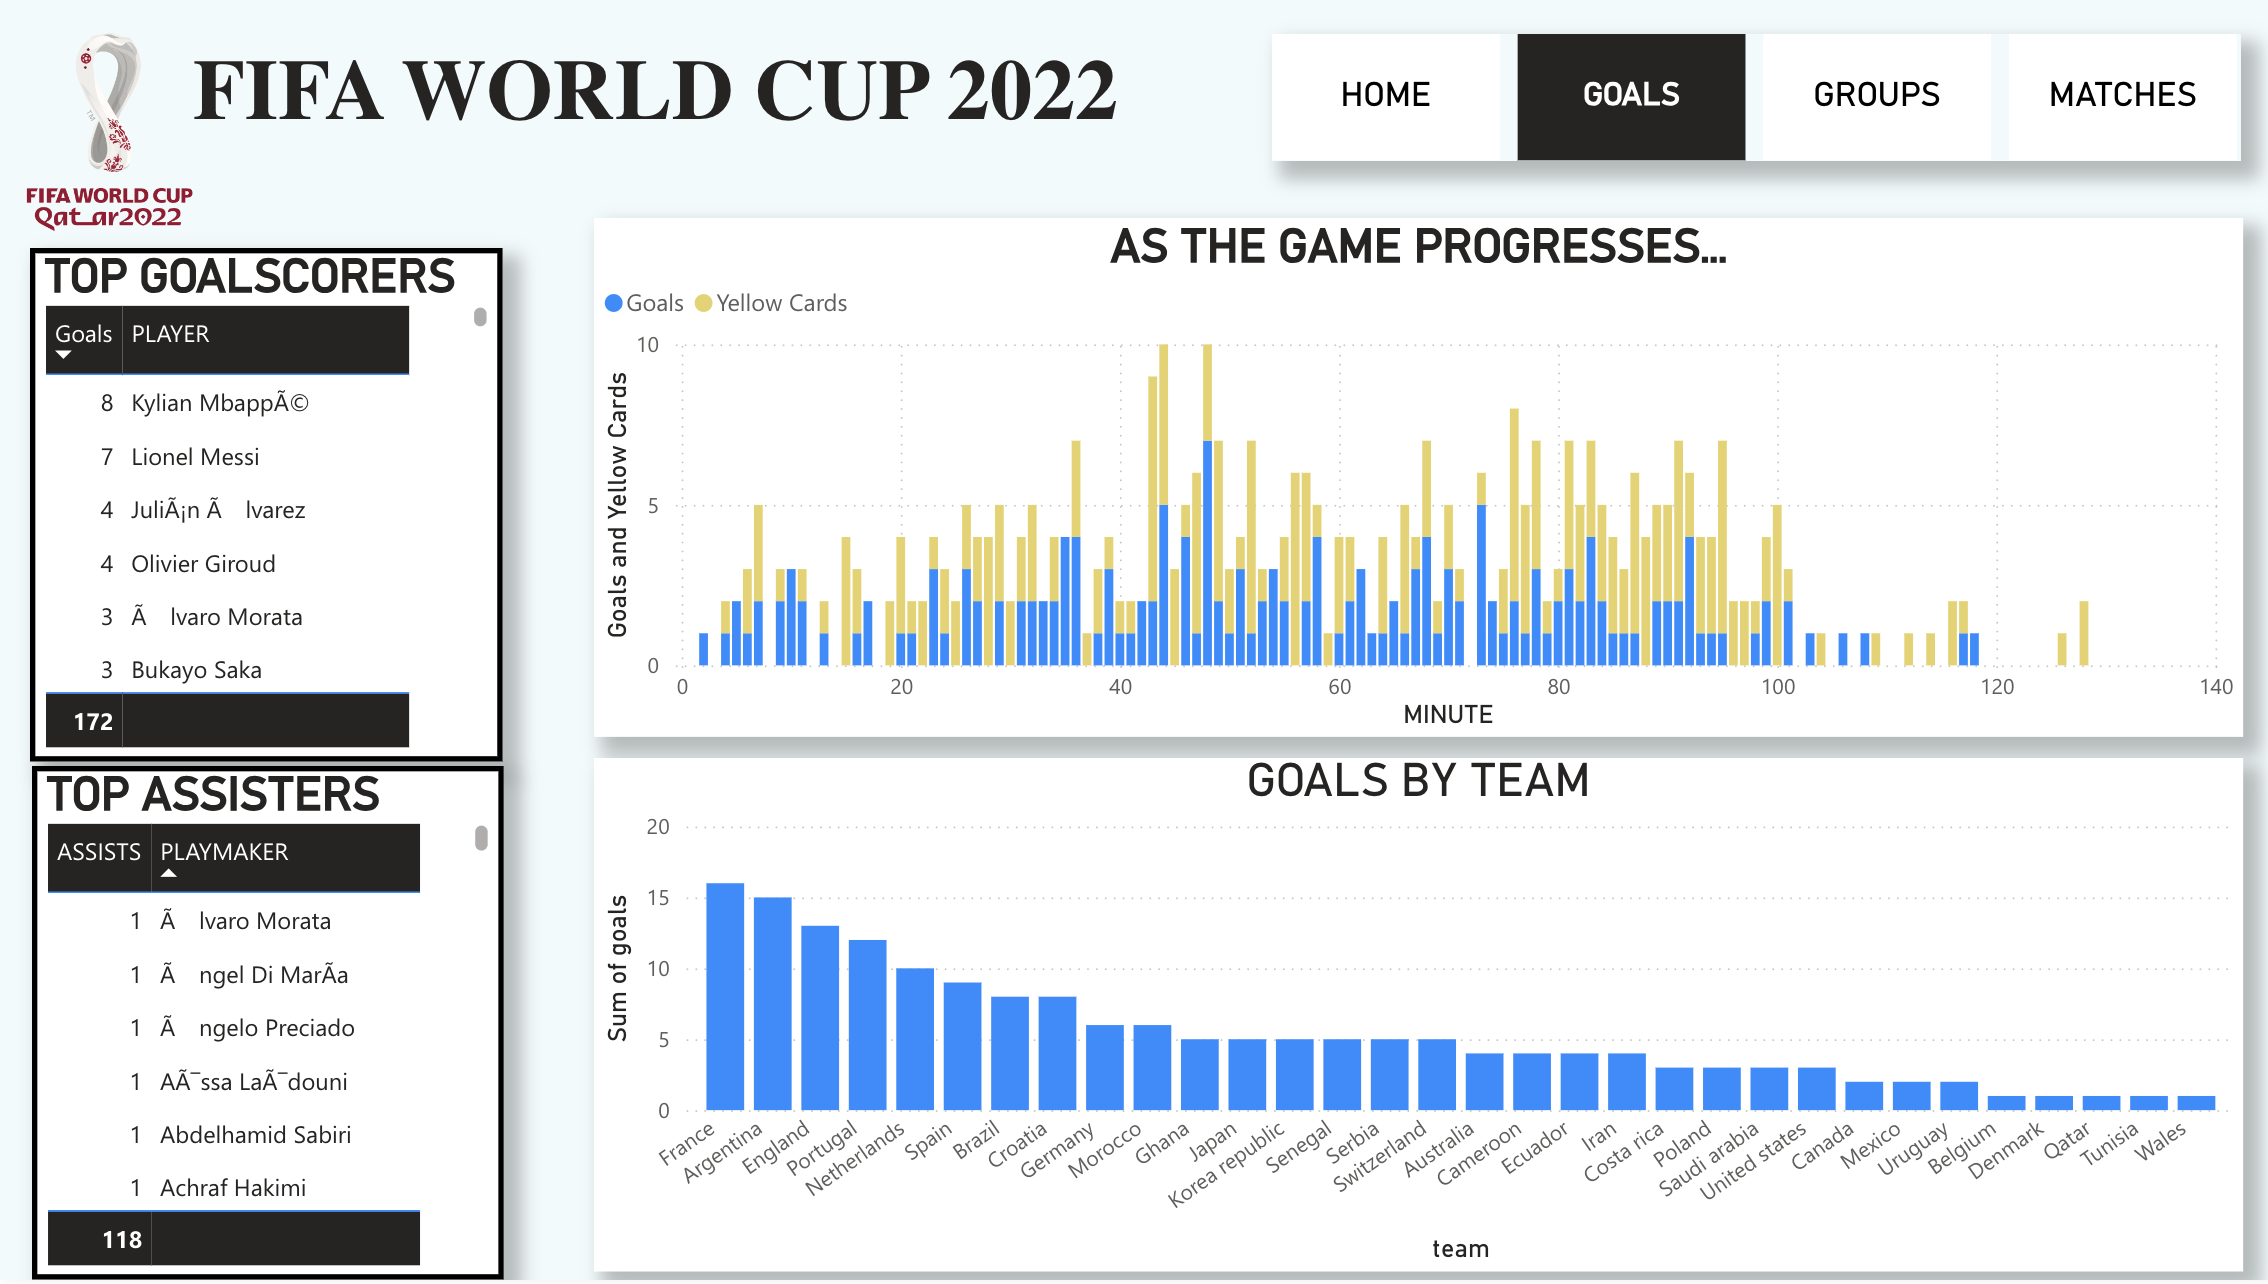 FIFA WORLD CUP 2022
HOME
GOALS
GROUPS
MATCHES
TM
FIFA WORLD CUP
Qatar2022
TOP GOALSCORERS
Goals PLAYER
8 Kylian MbappÃ©
7 Lionel Messi
4 JuliÃ¡n Ã lvarez
4 Olivier Giroud
3 Ã lvaro Morata
3 Bukayo Saka
172
TOP ASSISTERS
ASSISTS PLAYMAKER
1 Ã lvaro Morata
1 Ã ngel Di MarÃa
1 Ã ngelo Preciado
1 AÃ¯ssa LaÃ¯douni
1 Abdelhamid Sabiri
1 Achraf Hakimi
118
AS THE GAME PROGRESSES...
Goals Yellow Cards
Goals and Yellow Cards
10
5
0
0 20 40 60 80 100 120 140
MINUTE
GOALS BY TEAM
Sum of goals
20
15
10
5
0
France
Argentina
England
Portugal
Netherlands
Spain
Brazil
Croatia
Germany
Morocco
Ghana
Japan
Korea republic
Senegal
Serbia
Switzerland
Australia
Cameroon
Ecuador
Iran
Costa rica
Poland
Saudi arabia
United states
Canada
Mexico
Uruguay
Belgium
Denmark
Qatar
Tunisia
Wales
team